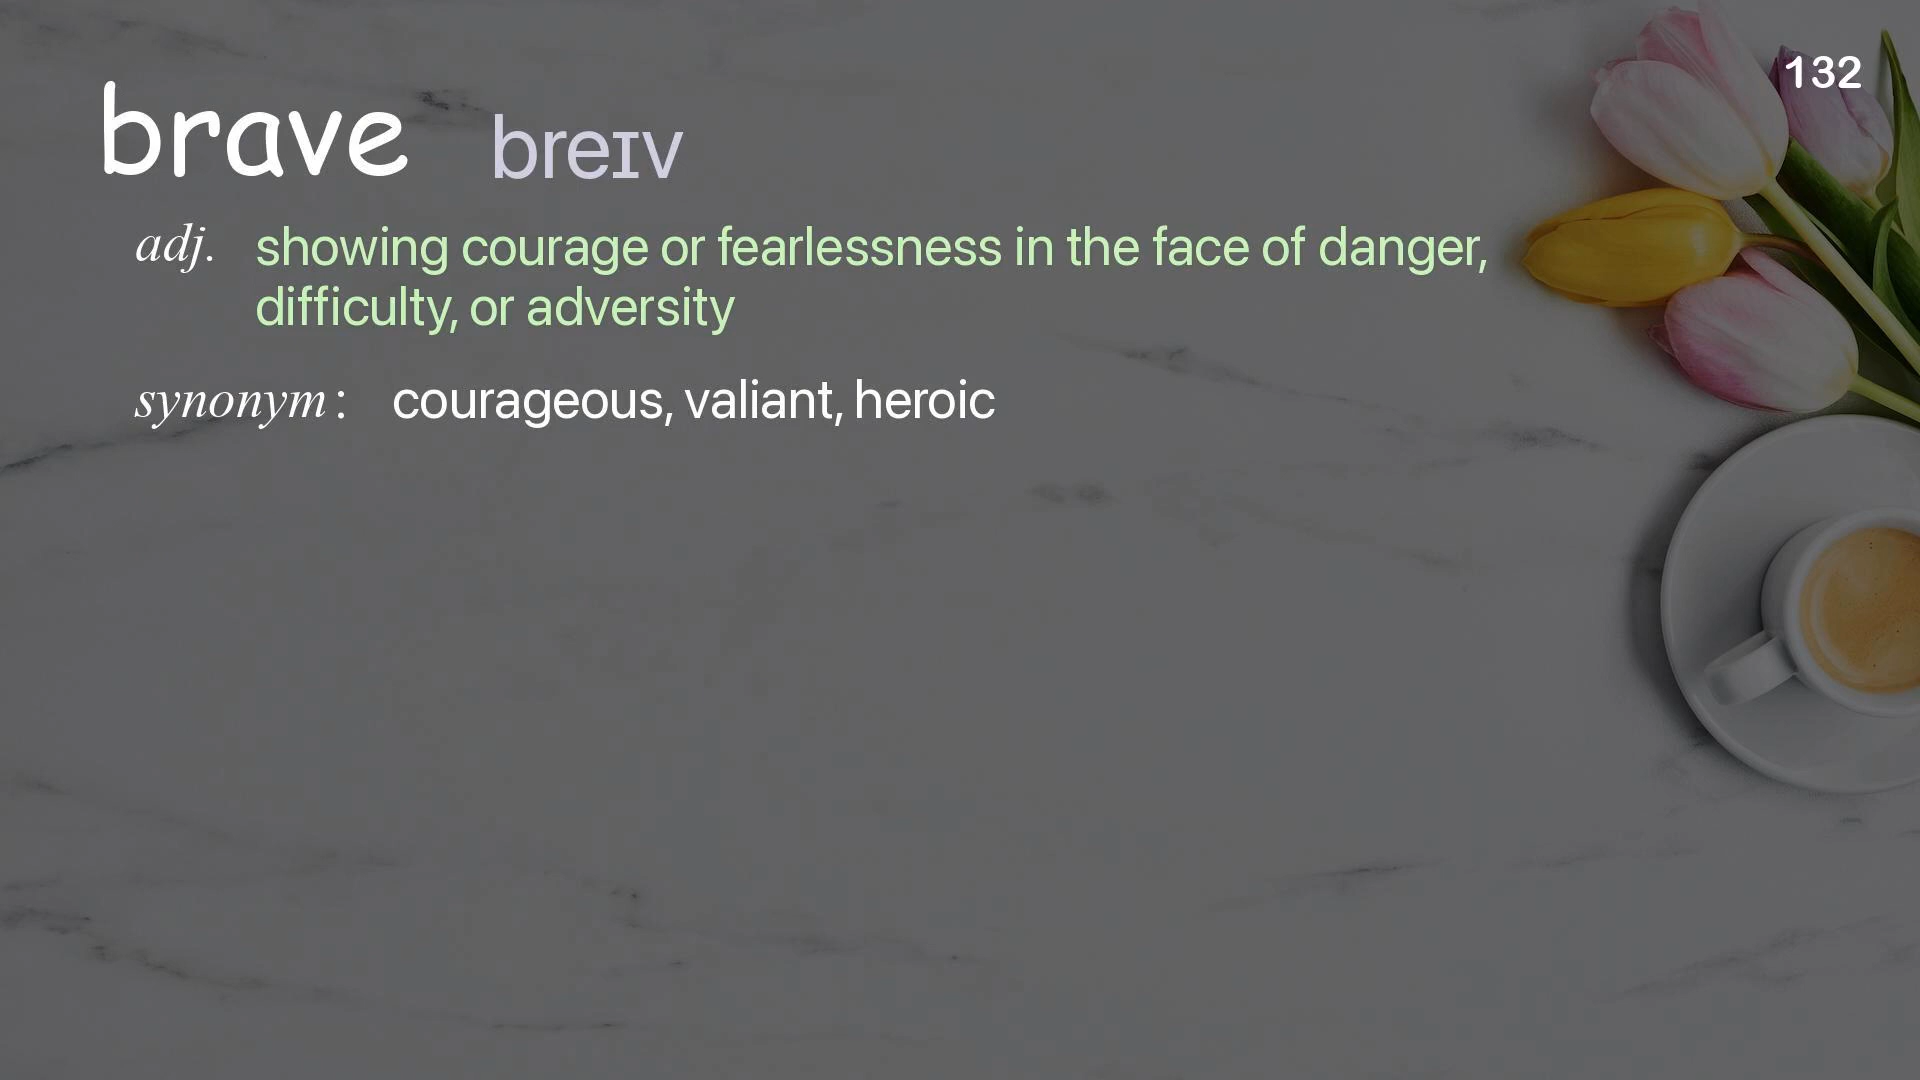 132
brave breɪv
adj. showing courage or fearlessness in the face of danger,
difficulty, or adversity
synonym : courageous, valiant, heroic